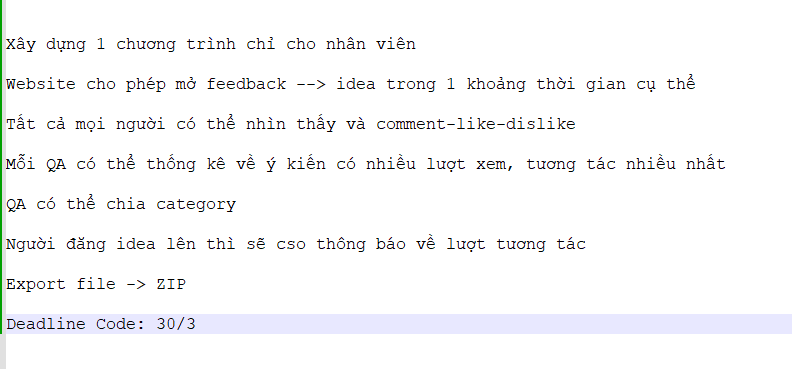 Xây dựng 1 chương trình chỉ cho nhân viên
Website cho phép mở feedback --> idea trong 1 khoảng thời gian cụ thể
Tất cả mọi người có thể nhìn thấy và comment-like-dislike
Mỗi QA có thể thống kê về ý kiến có nhiều lượt xem, tương tác nhiều nhất
QA có thể chia category
Người đăng idea lên thì sẽ cso thông báo về lượt tương tác
Export file -> ZIP
Deadline Code: 30/3